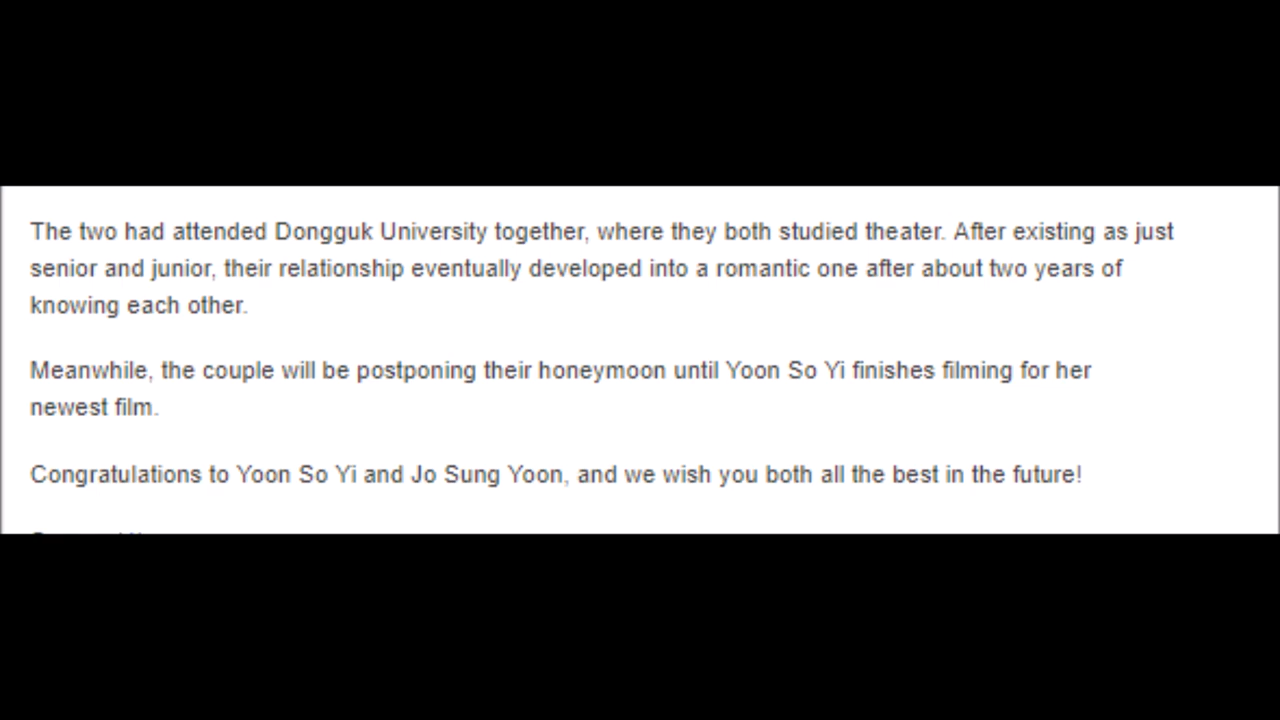 The two had attended Dongguk University together, where they both studied theater. After existing as just
senior and junior, their relationship eventually developed into a romantic one after about two years of
knowing each other.
Meanwhile, the couple will be postponing their honeymoon until Yoon So Yi finishes filming for her
newest film.
Congratulations to Yoon So Yi and Jo Sung Yoon, and we wish you both all the best in the future!